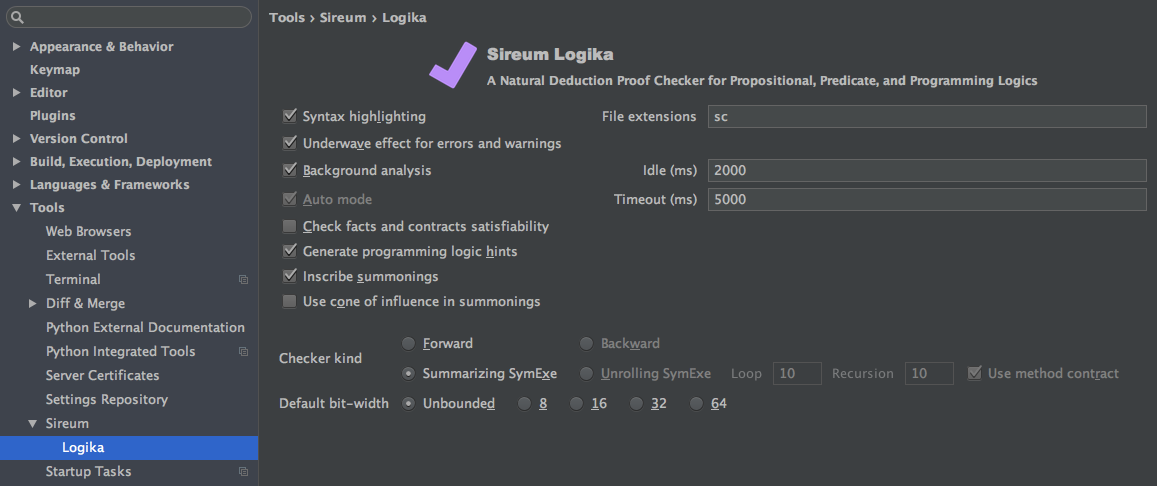 Appearance & Behavior
Keymap
Editor
Plugins
Version Control
Build, Execution, Deployment
Languages & Frameworks
Tools
Web Browsers
External Tools
Terminal
Diff & Merge
Python External Documentation
Python Integrated Tools
Server Certificates
Settings Repository
Sireum
Logika
Startup Tasks
Tools › Sireum › Logika
Sireum Logika
A Natural Deduction Proof Checker for Propositional, Predicate, and Programming Logics
Syntax highlighting File extensions sc
Underwave effect for errors and warnings
Background analysis Idle (ms) 2000
Auto mode Timeout (ms) 5000
Check facts and contracts satisfiability
Generate programming logic hints
Inscribe summonings
Use cone of influence in summonings
Checker kind
Forward Backward
Summarizing SymExe Unrolling SymExe Loop 10 Recursion 10 Use method contract
Default bit-width Unbounded 8 16 32 64